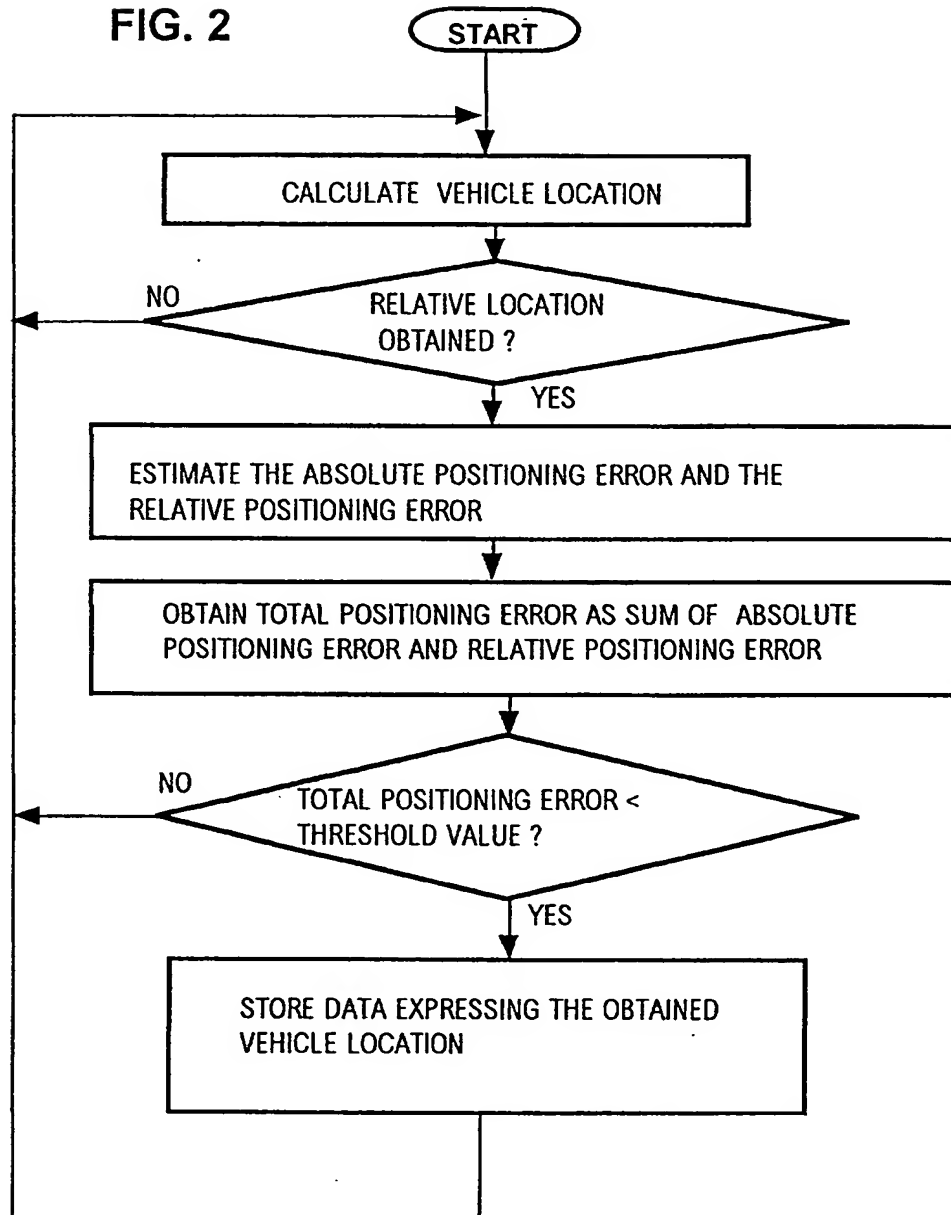 FIG. 2
START
CALCULATE VEHICLE LOCATION
NO
RELATIVE LOCATION
OBTAINED ?
YES
ESTIMATE THE ABSOLUTE POSITIONING ERROR AND THE
RELATIVE POSITIONING ERROR
OBTAIN TOTAL POSITIONING ERROR AS SUM OF ABSOLUTE
POSITIONING ERROR AND RELATIVE POSITIONING ERROR
NO
TOTAL POSITIONING ERROR <
THRESHOLD VALUE ?
YES
STORE DATA EXPRESSING THE OBTAINED
VEHICLE LOCATION